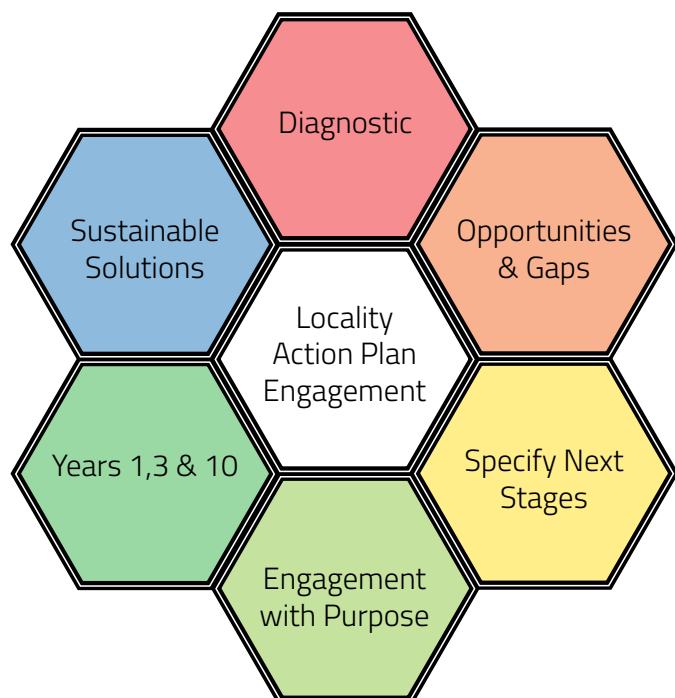 Diagnostic
Sustainable
Solutions
Opportunities
& Gaps
Locality
Action Plan
Engagement
Years 1,3 & 10
Specify Next
Stages
Engagement
with Purpose